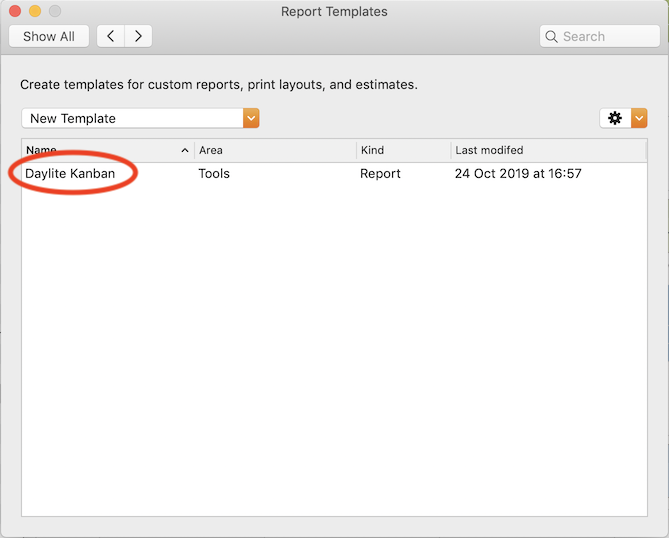 Report Templates
Show All
Search
Create templates for custom reports, print layouts, and estimates.
New Template
Name Area Kind Last modifed
Daylite Kanban Tools Report 24 Oct 2019 at 16:57